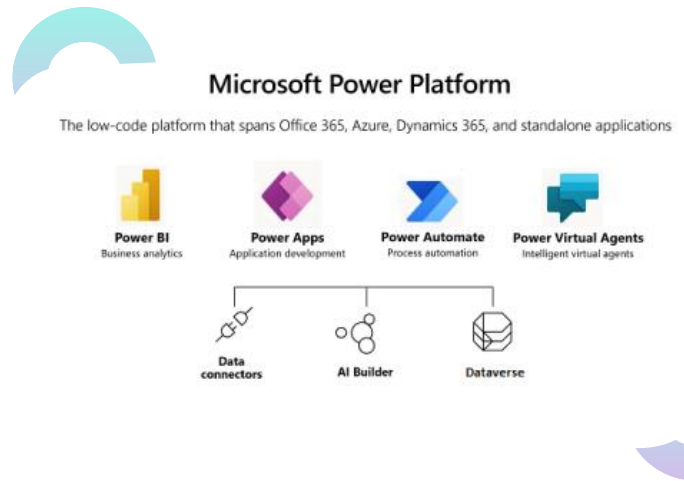 Microsoft Power Platform
The low-code platform that spans Office 365, Azure, Dynamics 365, and standalone applications
Power BI
Business analytics
Power Apps
Application development
Power Automate
Process automation
Power Virtual Agents
Intelligent virtual agents
Data
connectors
AI Builder
Dataverse